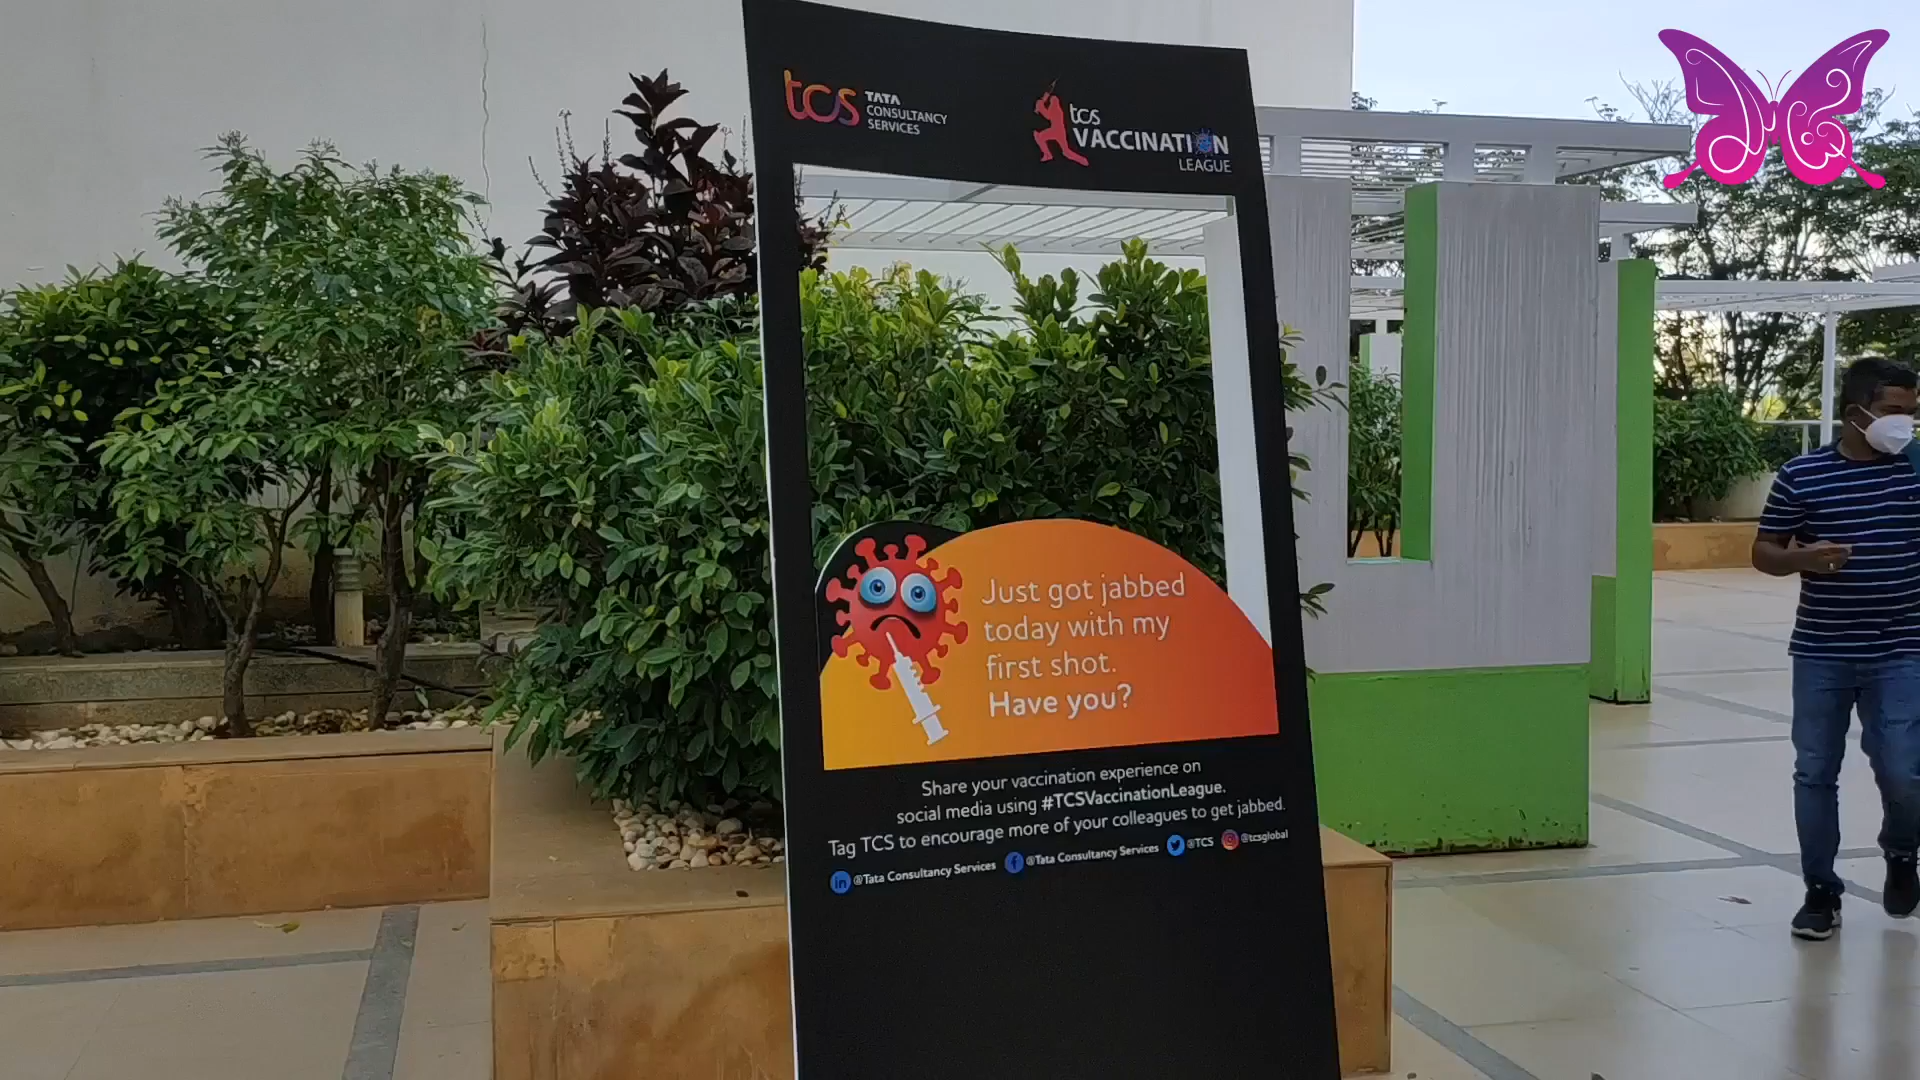 tcs
TATA
CONSULTANCY
SERVICES
tcs
VACCINATION
LEAGUE
Just got jabbed
today with my
first shot.
Have you?
Share your vaccination experience on
social media using #TCSVaccinationLeague.
Tag TCS to encourage more of your colleagues to get jabbed.
in @Tata Consultancy Services f @Tata Consultancy Services @TCS @tcsglobal